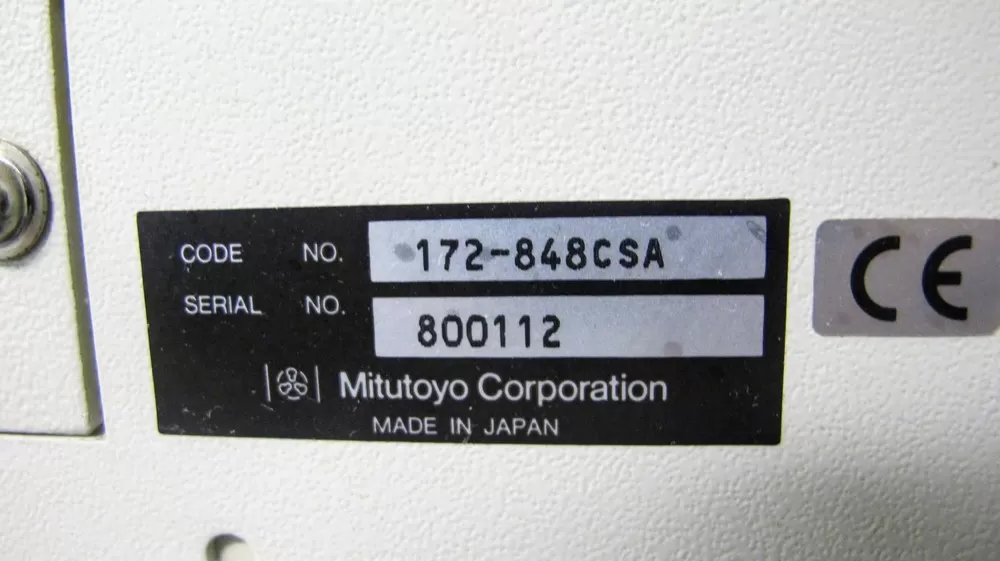 CODE NO. 172-848CSA
SERIAL NO. 800112
Mitutoyo Corporation
MADE IN JAPAN
CE